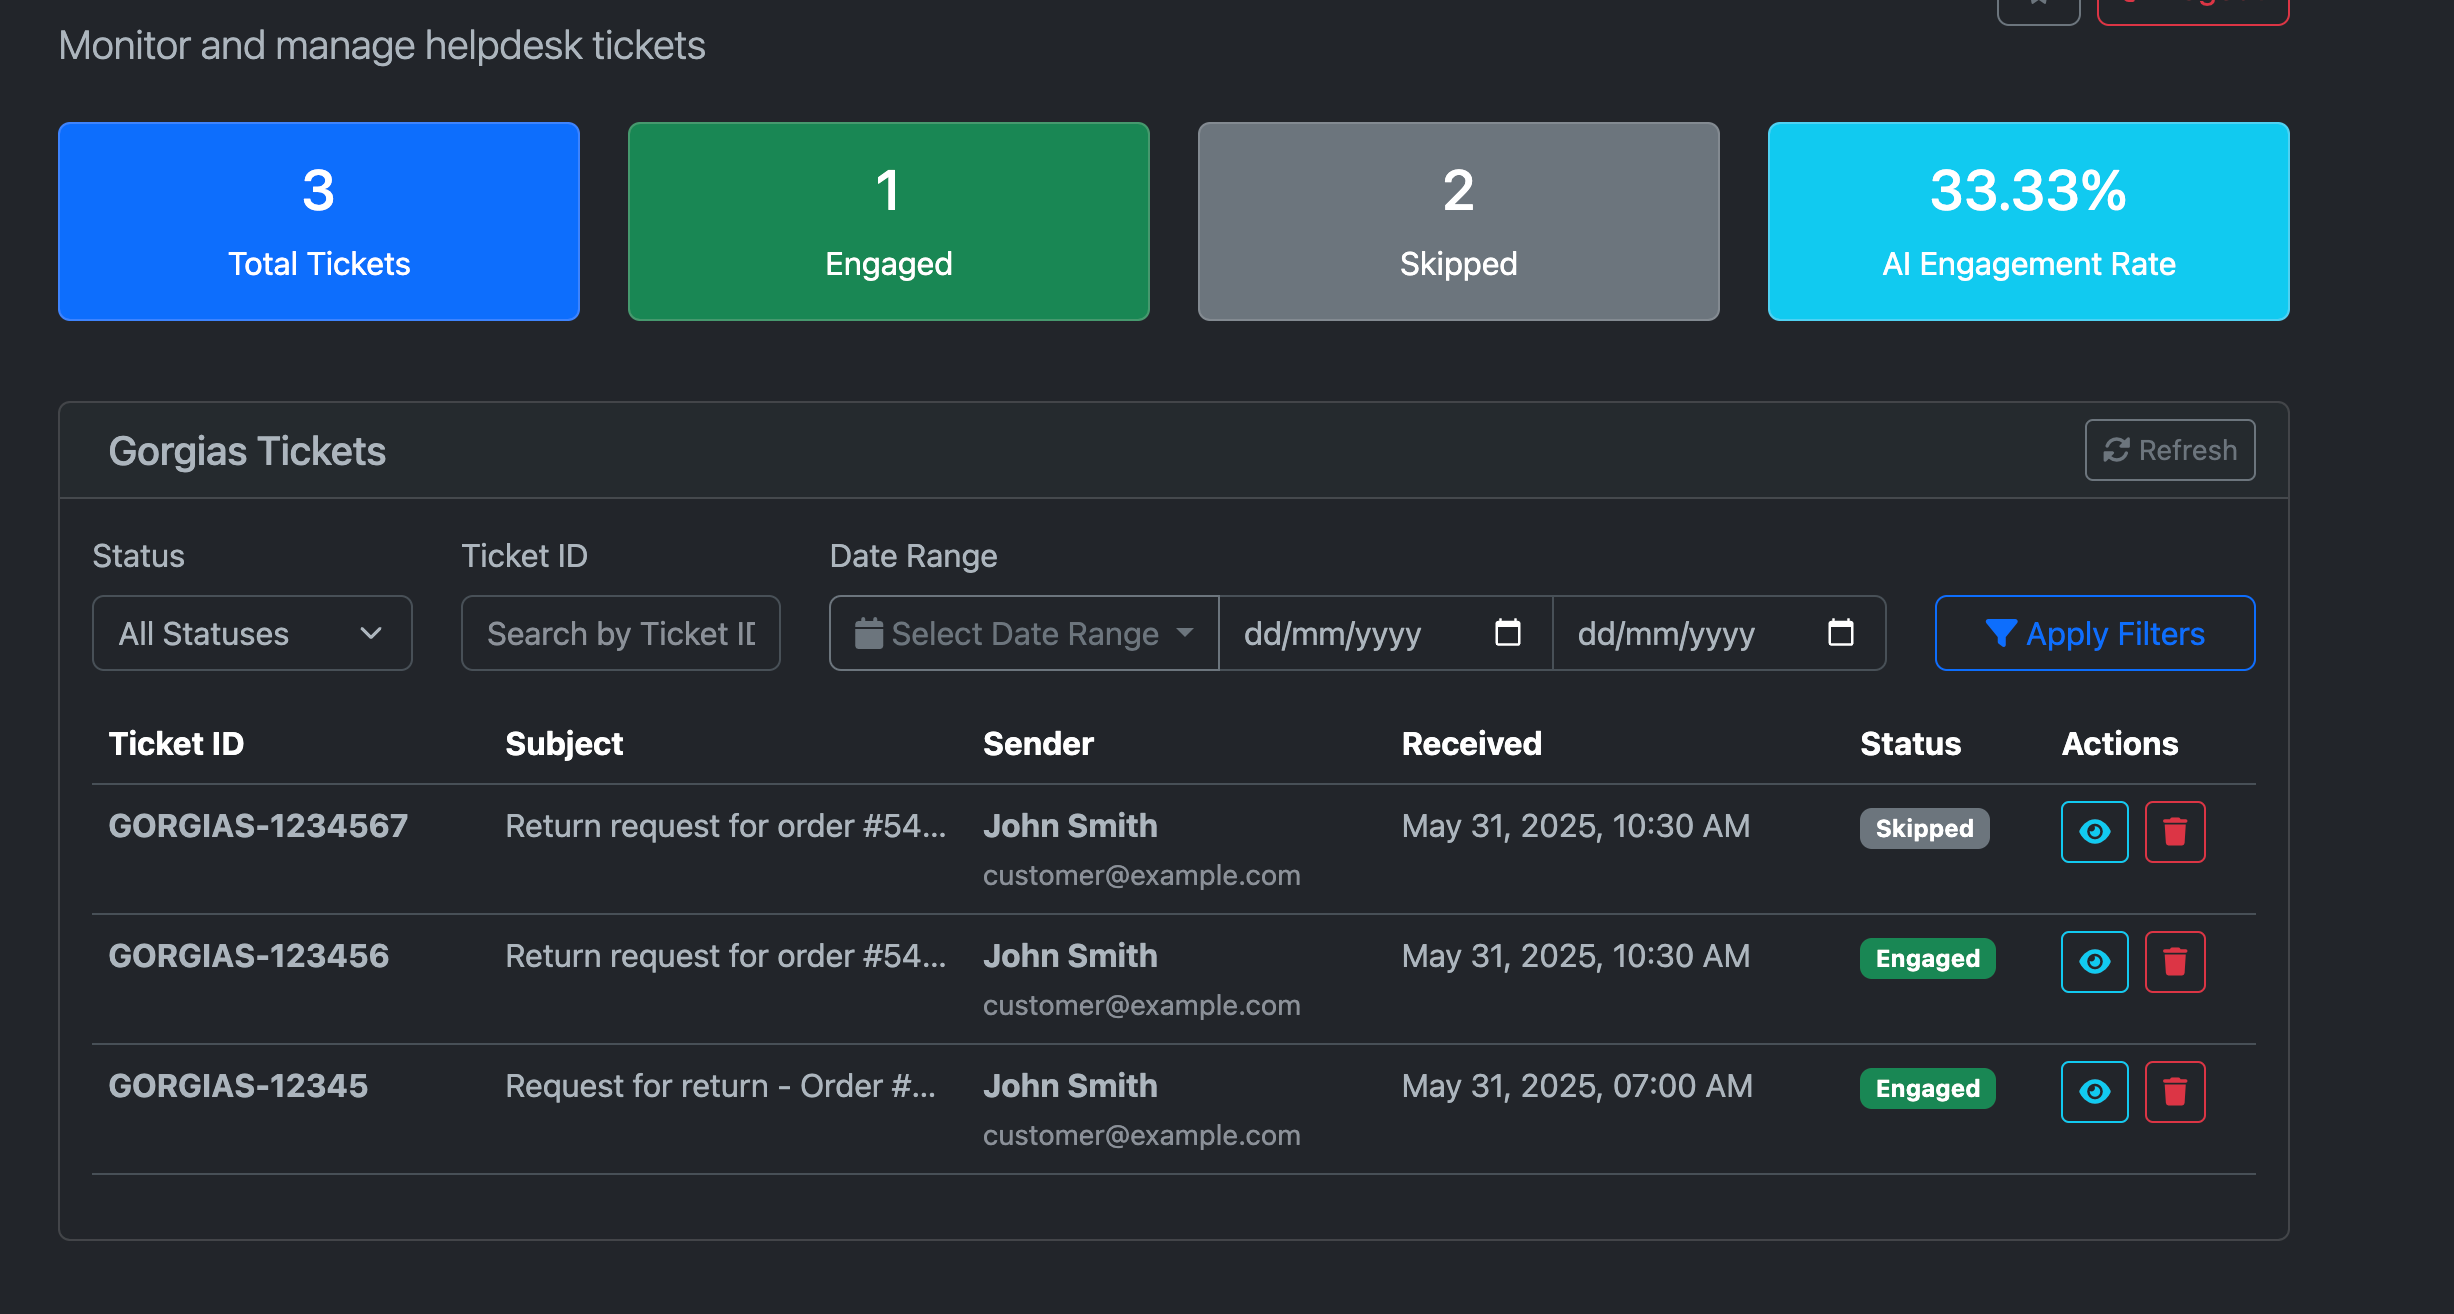 Monitor and manage helpdesk tickets
3
Total Tickets
1
Engaged
2
Skipped
33.33%
AI Engagement Rate
Gorgias Tickets
Refresh
Status
Ticket ID
Date Range
All Statuses
Search by Ticket
Select Date Range
dd/mm/yyyy
dd/mm/yyyy
Apply Filters
Ticket ID Subject Sender Received Status Actions
GORGIAS-1234567 Return request for order #54... John Smith May 31, 2025, 10:30 AM Skipped
customer@example.com
GORGIAS-123456 Return request for order #54... John Smith May 31, 2025, 10:30 AM Engaged
customer@example.com
GORGIAS-12345 Request for return - Order #... John Smith May 31, 2025, 07:00 AM Engaged
customer@example.com